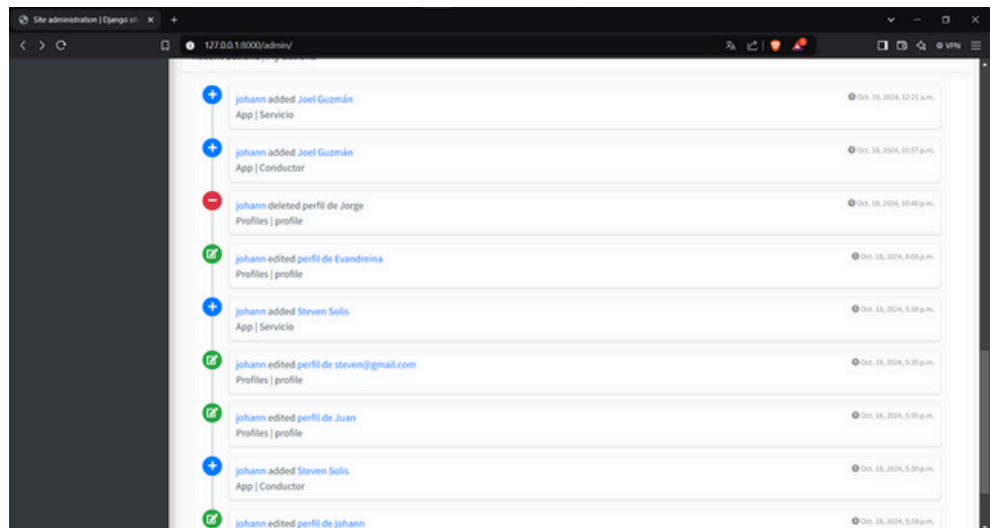 Site administration | Django sit
127.0.0.1:8000/admin/
VPN
johann added Joel Guzmán
Oct. 19, 2024, 12:21 a.m.
App | Servicio
johann added Joel Guzmán
Oct. 18, 2024, 10:57 p.m.
App | Conductor
johann deleted perfil de Jorge
Oct. 18, 2024, 10:40 p.m.
Profiles | profile
johann edited perfil de Evandreina
Oct. 18, 2024, 6:08 p.m.
Profiles | profile
johann added Steven Solis
Oct. 18, 2024, 5:38 p.m.
App | Servicio
johann edited perfil de steven@gmail.com
Oct. 18, 2024, 5:35 p.m.
Profiles | profile
johann edited perfil de Juan
Oct. 18, 2024, 5:35 p.m.
Profiles | profile
johann added Steven Solis
Oct. 18, 2024, 5:30 p.m.
App | Conductor
johann edited perfil de johann
Oct. 18, 2024, 5:28 p.m.